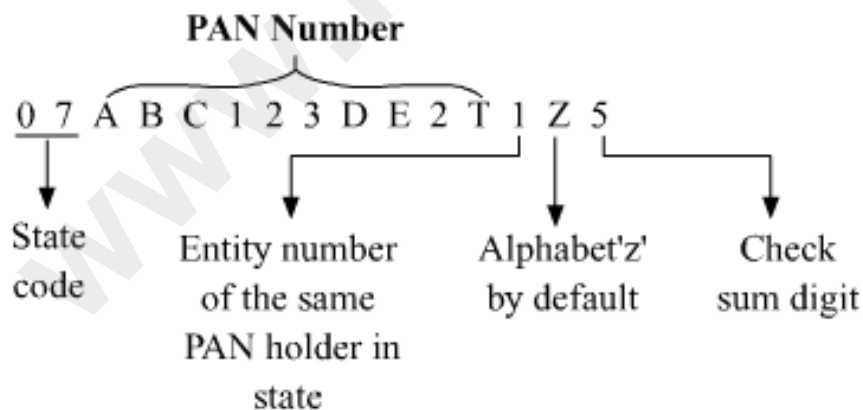 PAN Number
0 7 A B C 1 2 3 D E 2 T 1 Z 5
State
code
Entity number
of the same
PAN holder in
state
Alphabet'z'
by default
Check
sum digit
www.